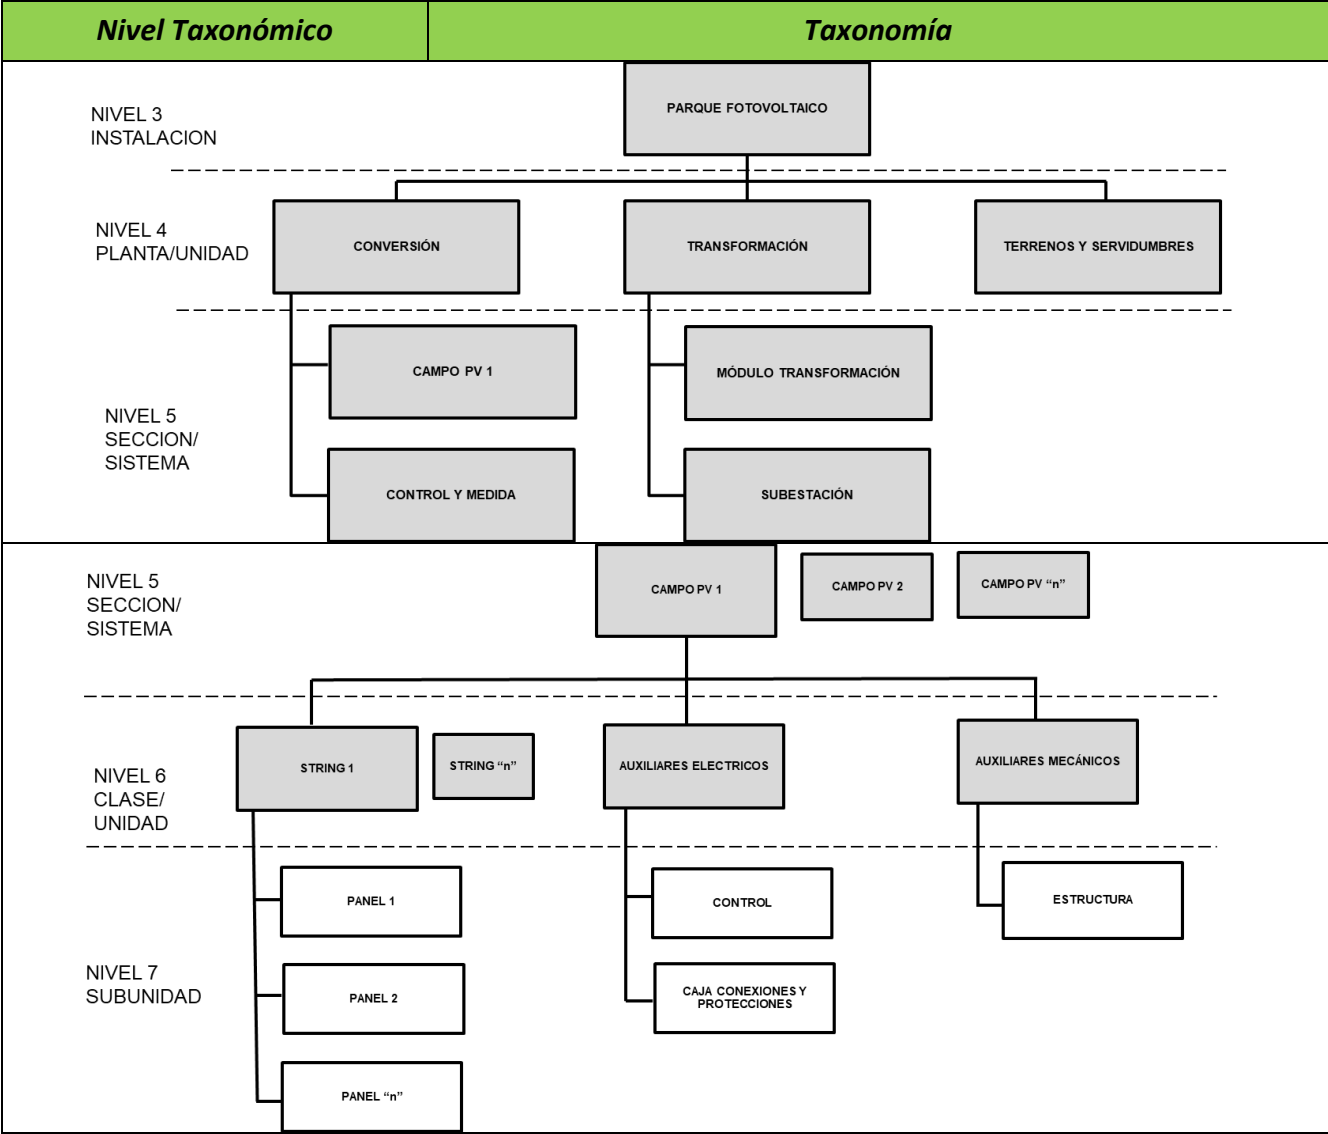 Nivel Taxonómico
Taxonomía
NIVEL 3
INSTALACION
PARQUE FOTOVOLTAICO
NIVEL 4
PLANTA/UNIDAD
CONVERSIÓN
TRANSFORMACIÓN
TERRENOS Y SERVIDUMBRES
NIVEL 5
SECCION/
SISTEMA
CAMPO PV 1
MÓDULO TRANSFORMACIÓN
CONTROL Y MEDIDA
SUBESTACIÓN
NIVEL 5
SECCION/
SISTEMA
CAMPO PV 1
CAMPO PV 2
CAMPO PV “n”
NIVEL 6
CLASE/
UNIDAD
STRING 1
STRING “n”
AUXILIARES ELECTRICOS
AUXILIARES MECÁNICOS
NIVEL 7
SUBUNIDAD
PANEL 1
CONTROL
ESTRUCTURA
PANEL 2
CAJA CONEXIONES Y
PROTECCIONES
PANEL “n”